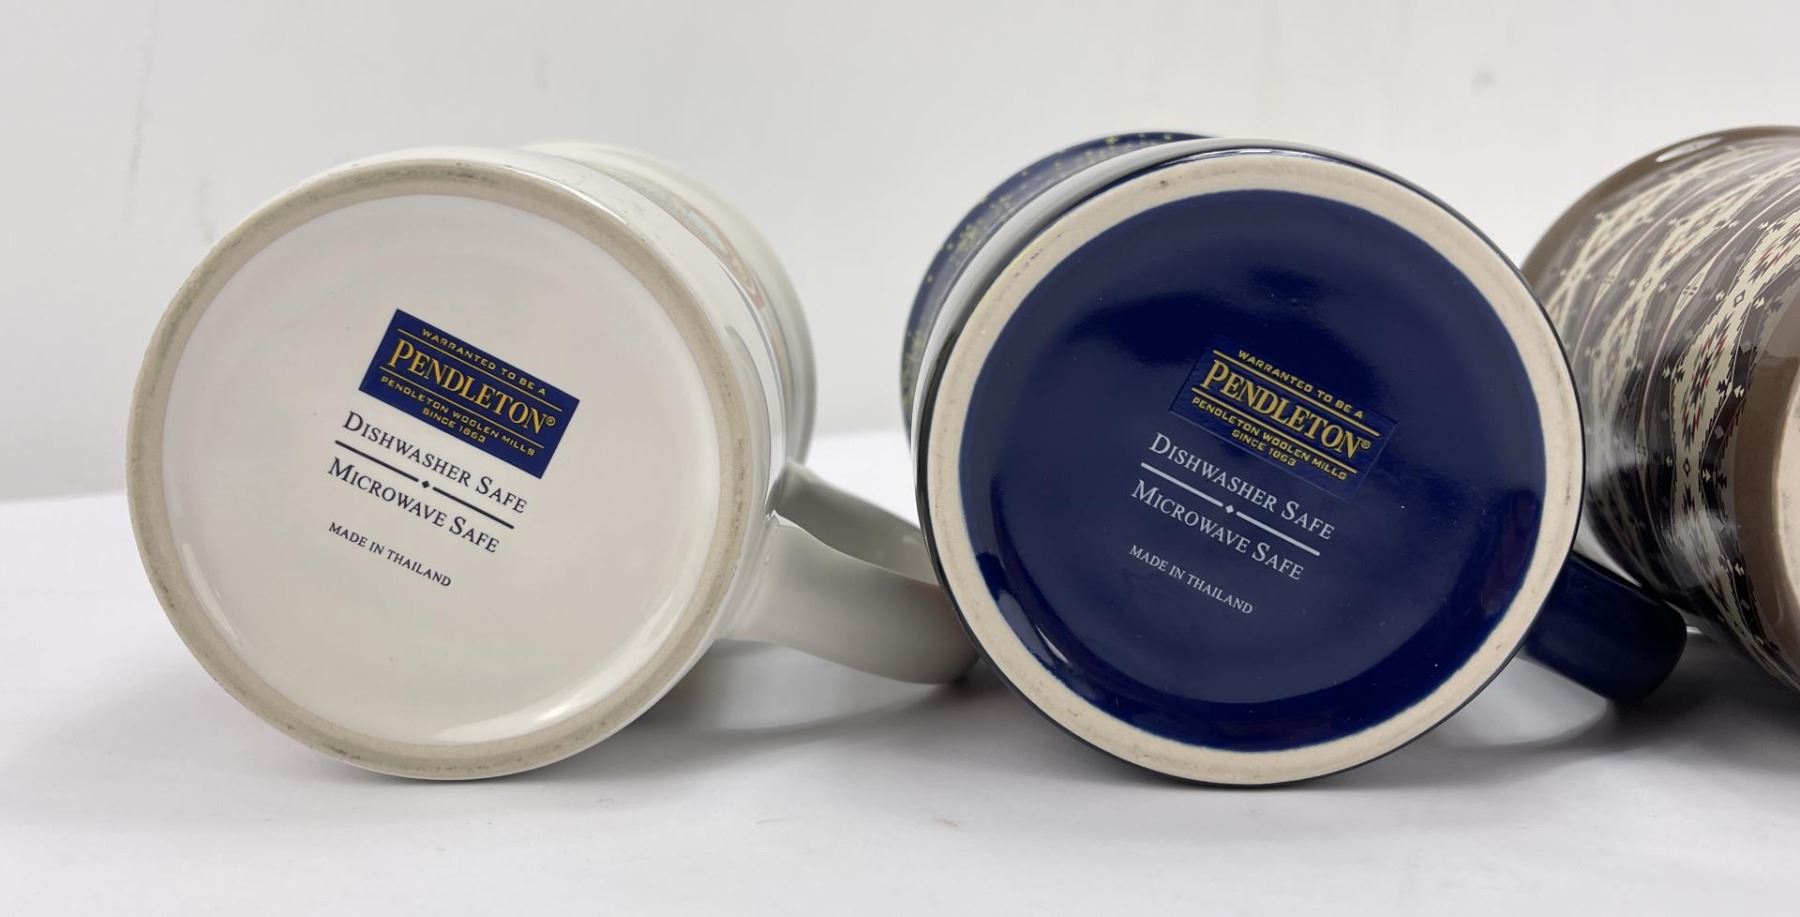 WARRANTED TO BE A
PENDLETON®
PENDLETON WOOLEN MILLS
SINCE 1863
DISHWASHER SAFE
MICROWAVE SAFE
MADE IN THAILAND
WARRANTED TO BE A
PENDLETON®
PENDLETON WOOLEN MILLS
SINCE 1863
DISHWASHER SAFE
MICROWAVE SAFE
MADE IN THAILAND